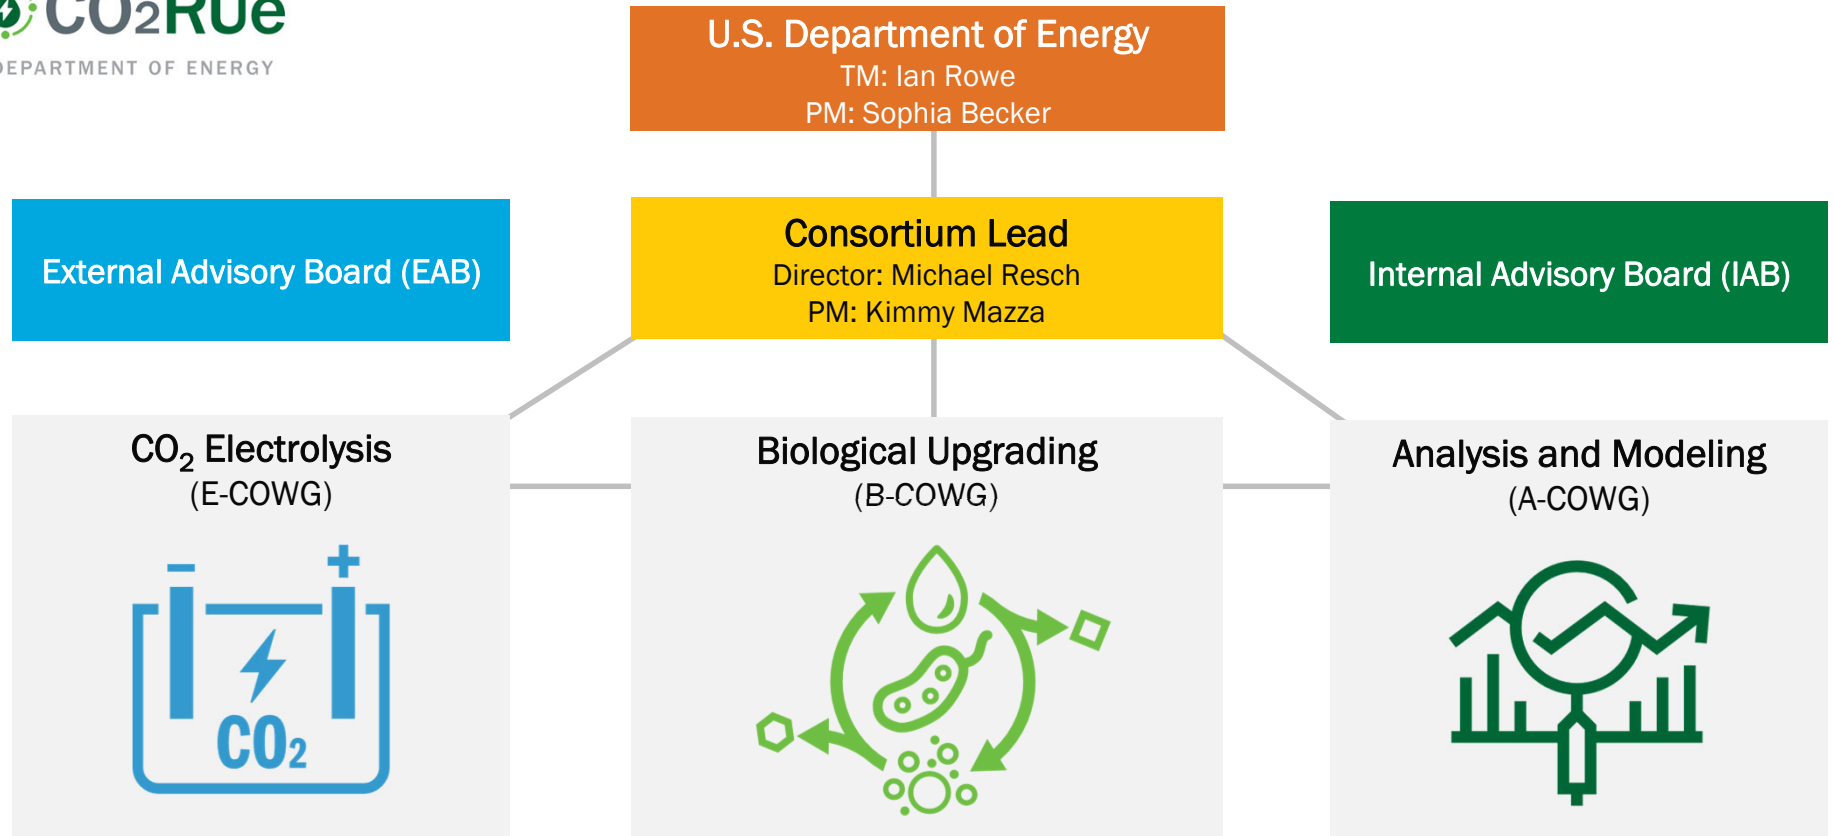 CO2RUe
DEPARTMENT OF ENERGY
U.S. Department of Energy
TM: Ian Rowe
PM: Sophia Becker
External Advisory Board (EAB)
Consortium Lead
Director: Michael Resch
PM: Kimmy Mazza
Internal Advisory Board (IAB)
CO₂ Electrolysis
(E-COWG)
Biological Upgrading
(B-COWG)
Analysis and Modeling
(A-COWG)
- +
CO₂